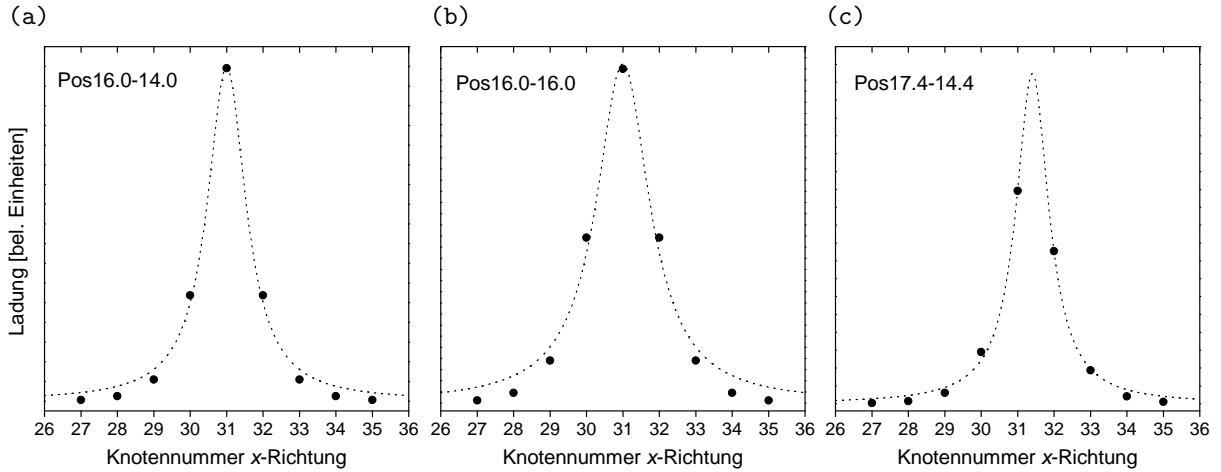 (a)
(b)
(c)
Pos16.0-14.0
Pos16.0-16.0
Pos17.4-14.4
Ladung [bel. Einheiten]
26 27 28 29 30 31 32 33 34 35 36
26 27 28 29 30 31 32 33 34 35 36
26 27 28 29 30 31 32 33 34 35 36
Knotennummer x-Richtung
Knotennummer x-Richtung
Knotennummer x-Richtung